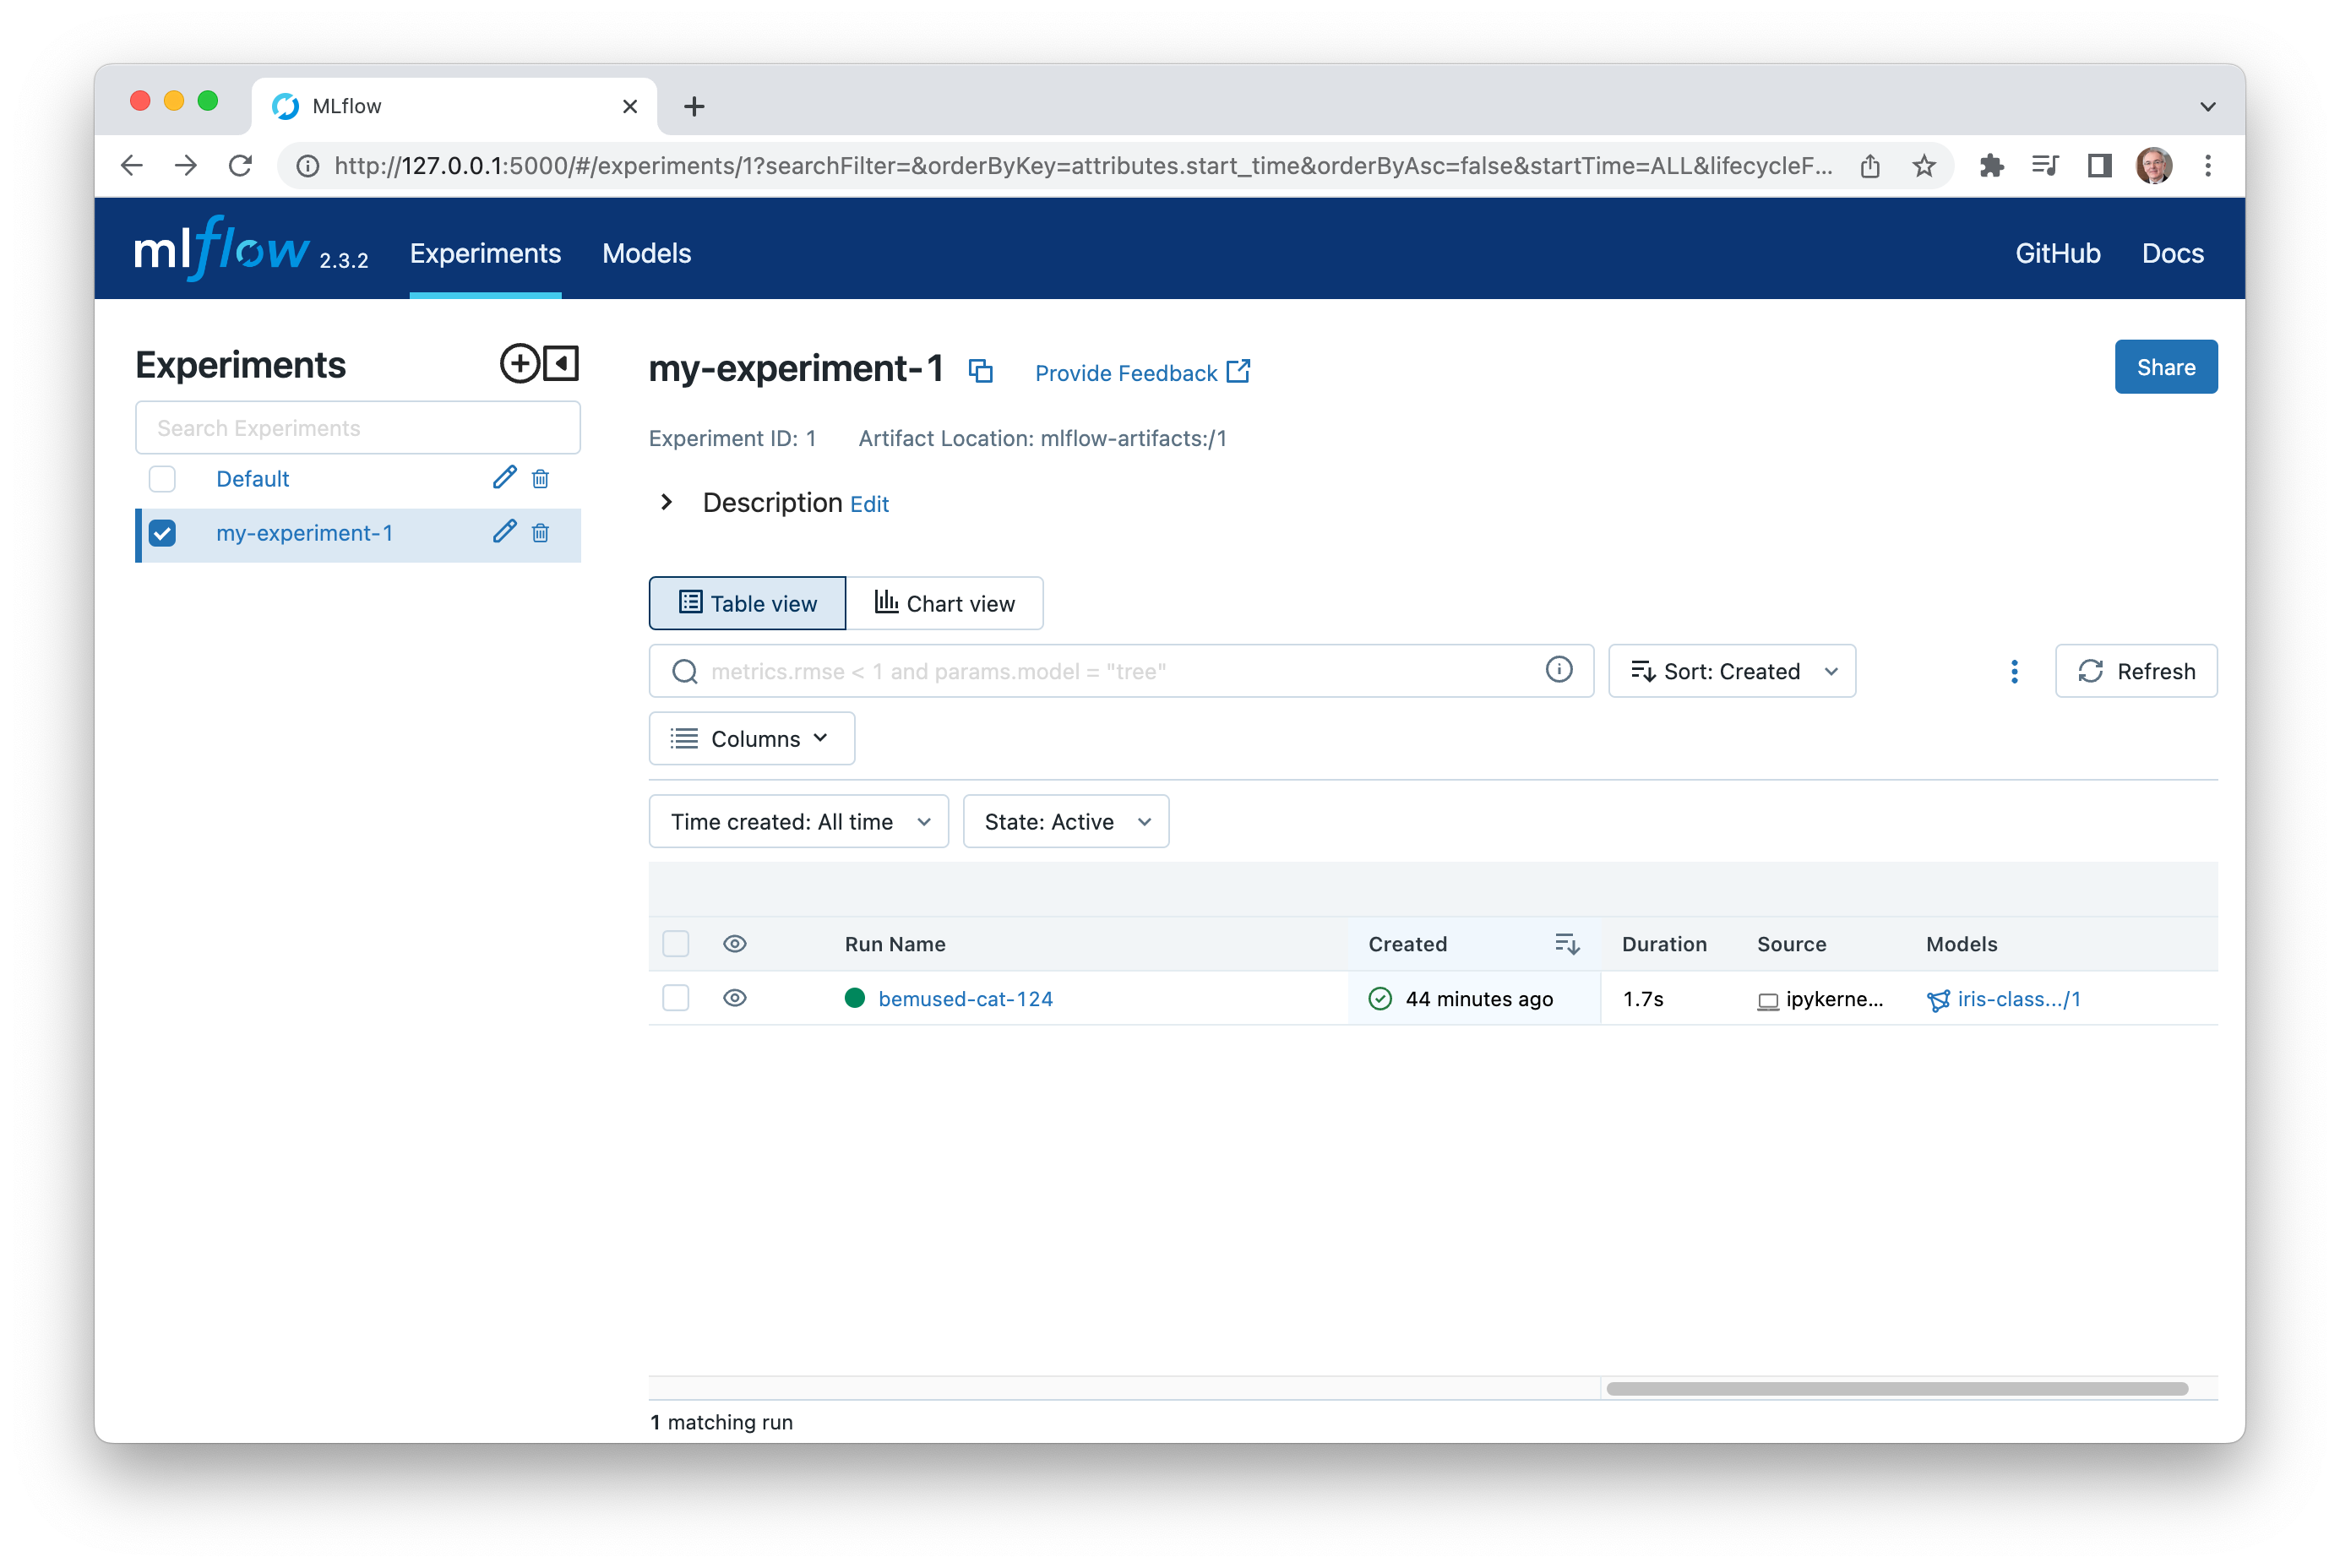 MLflow
http://127.0.0.1:5000/#/experiments/1?searchFilter=&orderByKey=attributes.start_time&orderByAsc=false&startTime=ALL&lifecycleF...
mlflow 2.3.2 Experiments Models GitHub Docs
Experiments
Search Experiments
Default
my-experiment-1
my-experiment-1 Provide Feedback Share
Experiment ID: 1 Artifact Location: mlflow-artifacts:/1
Description Edit
Table view Chart view
metrics.rmse < 1 and params.model = "tree" Sort: Created Refresh
Columns
Time created: All time State: Active
Run Name Created Duration Source Models
bemused-cat-124 44 minutes ago 1.7s ipykerne... iris-class.../1
1 matching run